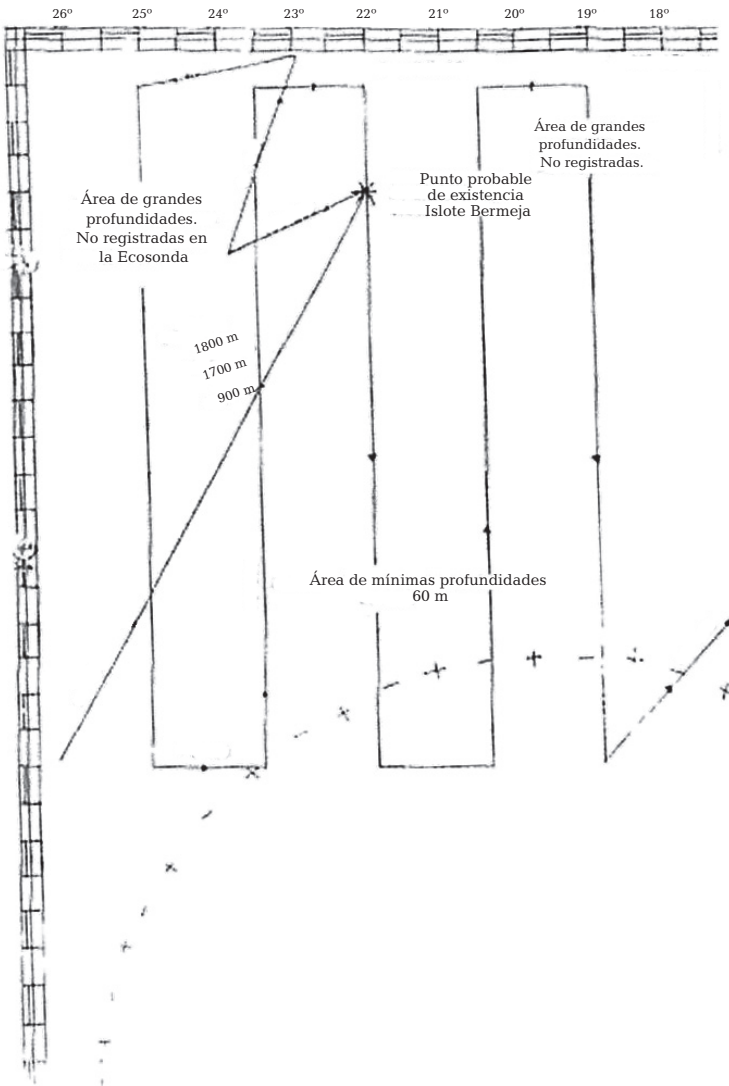 26º 25º 24º 23º 22º 21º 20º 19º 18º
Área de grandes
profundidades.
No registradas.
Punto probable
de existencia
Islote Bermeja
Área de grandes
profundidades.
No registradas en
la Ecosonda
1800 m
1700 m
900 m
Área de mínimas profundidades
60 m